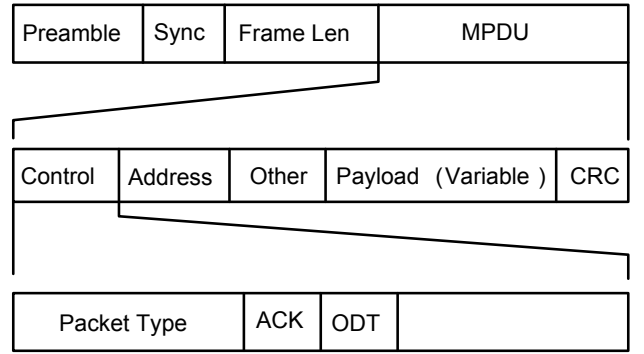 Preamble Sync Frame Len MPDU
Control Address Other Payload (Variable) CRC
Packet Type ACK ODT